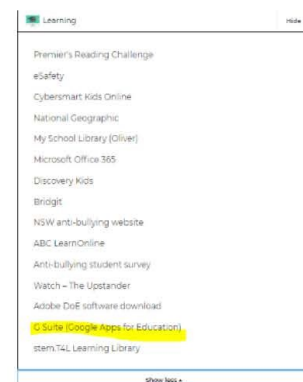 Learning
Hide
Premier's Reading Challenge
eSafety
Cybersmart Kids Online
National Geographic
My School Library (Oliver)
Microsoft Office 365
Discovery Kids
Bridgit
NSW anti-bullying website
ABC LearnOnline
Anti-bullying student survey
Watch – The Upstander
Adobe DoE software download
G Suite (Google Apps for Education)
stem.T4L Learning Library
Show less